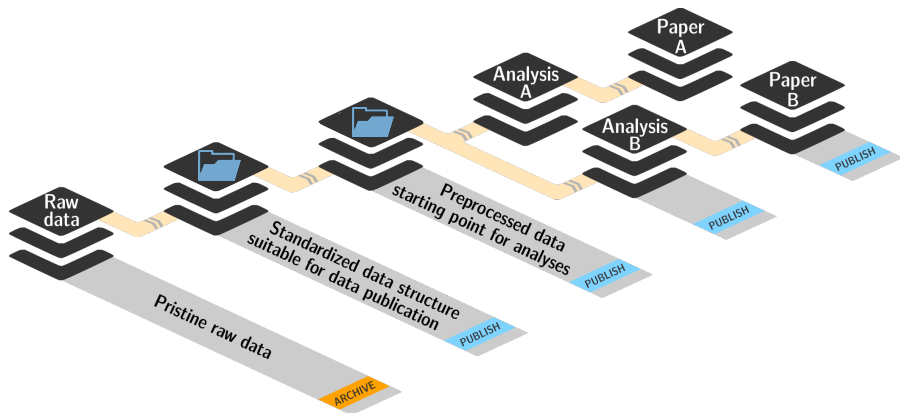 Raw
data
Pristine raw data
ARCHIVE
Standardized data structure
suitable for data publication
PUBLISH
Preprocessed data
starting point for analyses
PUBLISH
Analysis
A
Paper
A
Analysis
B
PUBLISH
Paper
B
PUBLISH